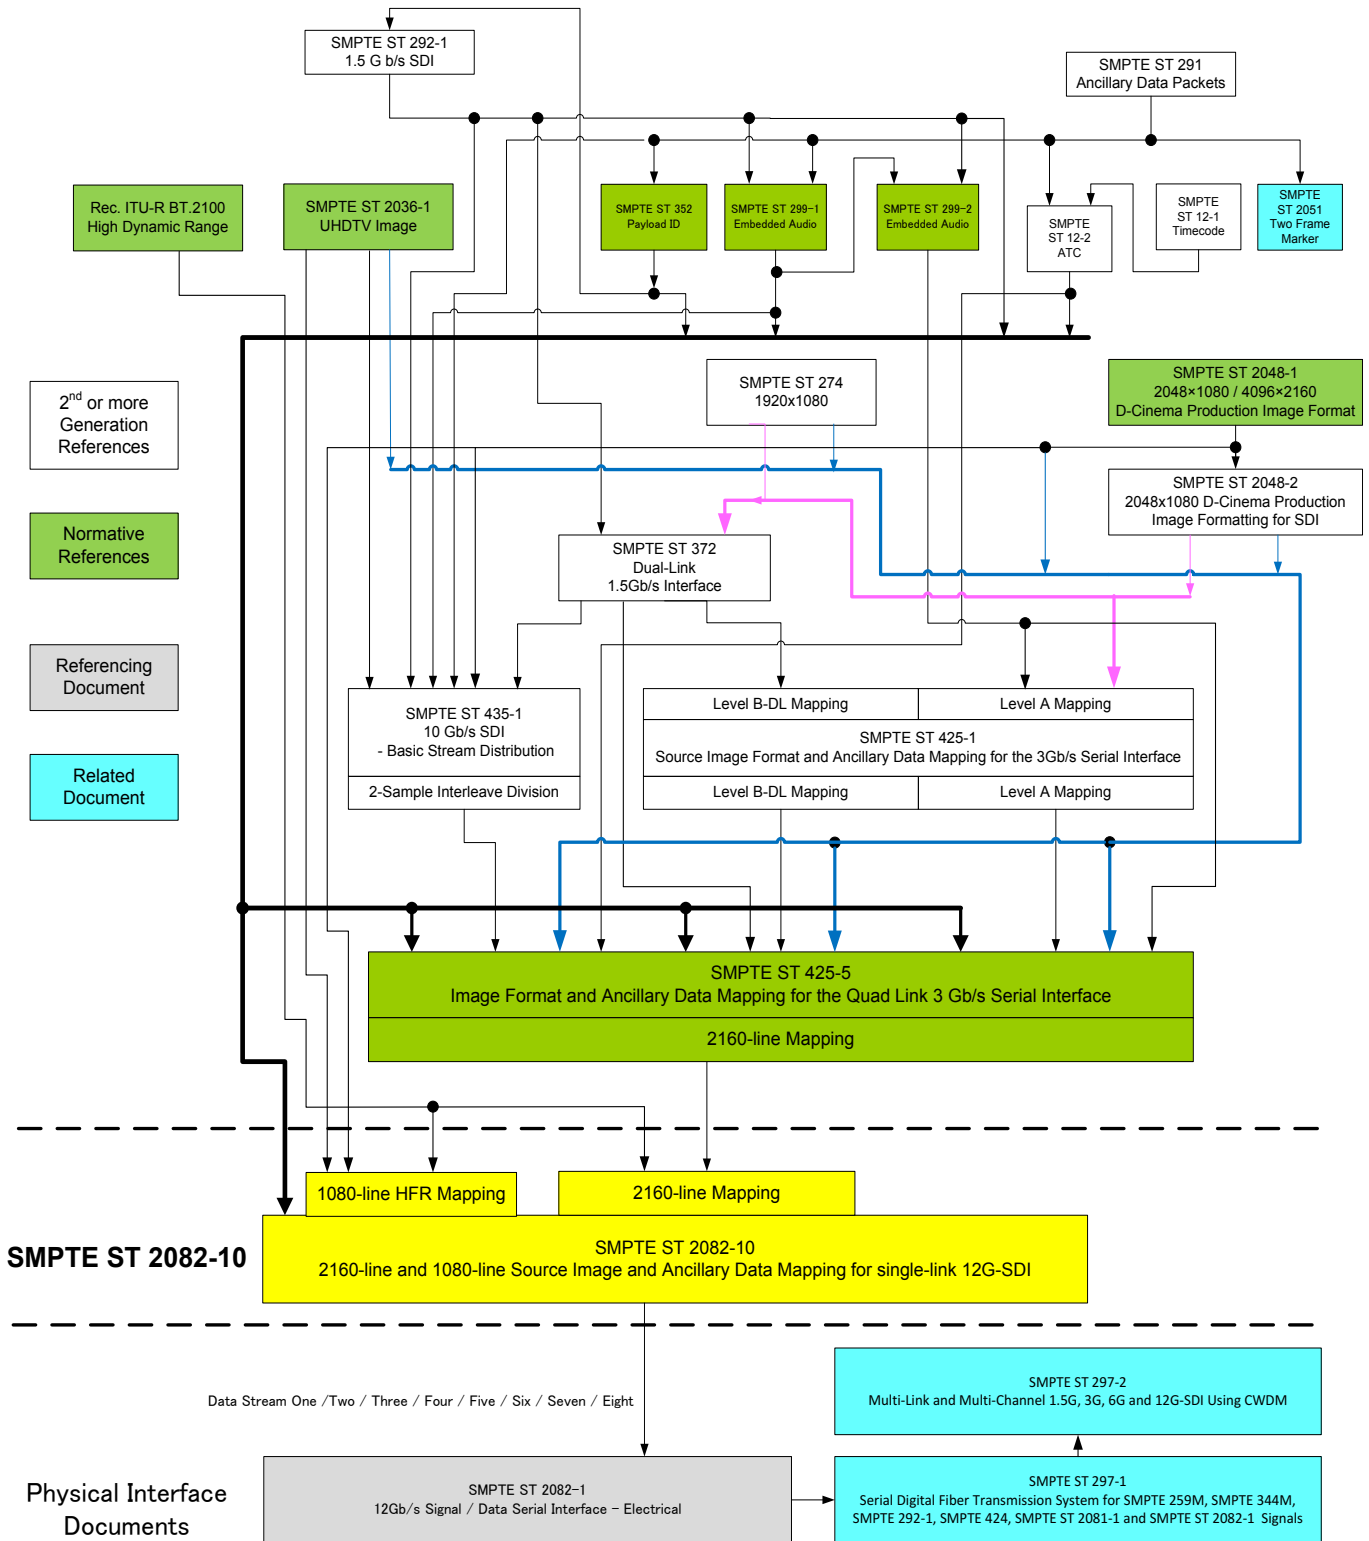 SMPTE ST 292-1
1.5 G b/s SDI
SMPTE ST 291
Ancillary Data Packets
Rec. ITU-R BT.2100
High Dynamic Range
SMPTE ST 2036-1
UHDTV Image
SMPTE ST 352
Payload ID
SMPTE ST 299-1
Embedded Audio
SMPTE ST 299-2
Embedded Audio
SMPTE
ST 12-2
ATC
SMPTE
ST 12-1
Timecode
SMPTE
ST 2051
Two Frame
Marker
2nd or more
Generation
References
SMPTE ST 274
1920x1080
SMPTE ST 2048-1
2048×1080 / 4096×2160
D-Cinema Production Image Format
SMPTE ST 2048-2
2048x1080 D-Cinema Production
Image Formatting for SDI
Normative
References
SMPTE ST 372
Dual-Link
1.5Gb/s Interface
Referencing
Document
Related
Document
SMPTE ST 435-1
10 Gb/s SDI
- Basic Stream Distribution
2-Sample Interleave Division
Level B-DL Mapping
Level A Mapping
SMPTE ST 425-1
Source Image Format and Ancillary Data Mapping for the 3Gb/s Serial Interface
Level B-DL Mapping
Level A Mapping
SMPTE ST 425-5
Image Format and Ancillary Data Mapping for the Quad Link 3 Gb/s Serial Interface
2160-line Mapping
1080-line HFR Mapping
2160-line Mapping
SMPTE ST 2082-10
SMPTE ST 2082-10
2160-line and 1080-line Source Image and Ancillary Data Mapping for single-link 12G-SDI
Data Stream One /Two / Three / Four / Five / Six / Seven / Eight
SMPTE ST 297-2
Multi-Link and Multi-Channel 1.5G, 3G, 6G and 12G-SDI Using CWDM
Physical Interface
Documents
SMPTE ST 2082-1
12Gb/s Signal / Data Serial Interface - Electrical
SMPTE ST 297-1
Serial Digital Fiber Transmission System for SMPTE 259M, SMPTE 344M,
SMPTE 292-1, SMPTE 424, SMPTE ST 2081-1 and SMPTE ST 2082-1 Signals